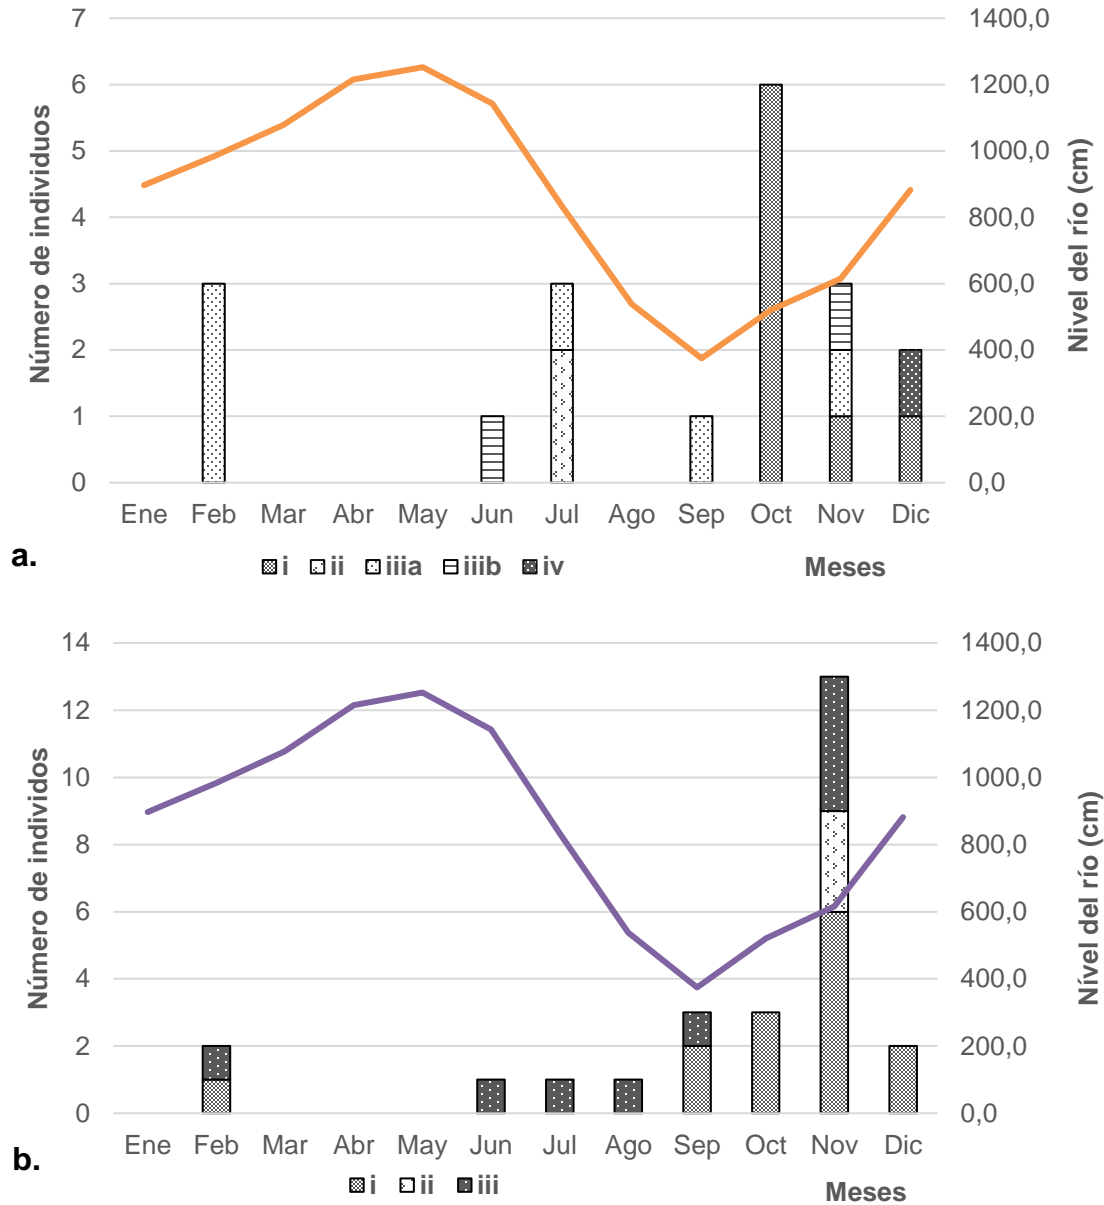 7
6
5
4
3
2
1
0
Número de individuos
1400,0
1200,0
1000,0
800,0
600,0
400,0
200,0
0,0
Nivel del río (cm)
Ene Feb Mar Abr May Jun Jul Ago Sep Oct Nov Dic
a.
i ii iiia iiib iv
Meses
14
12
10
8
6
4
2
0
Número de individos
1400,0
1200,0
1000,0
800,0
600,0
400,0
200,0
0,0
Nível del río (cm)
Ene Feb Mar Abr May Jun Jul Ago Sep Oct Nov Dic
b.
i ii iii
Meses